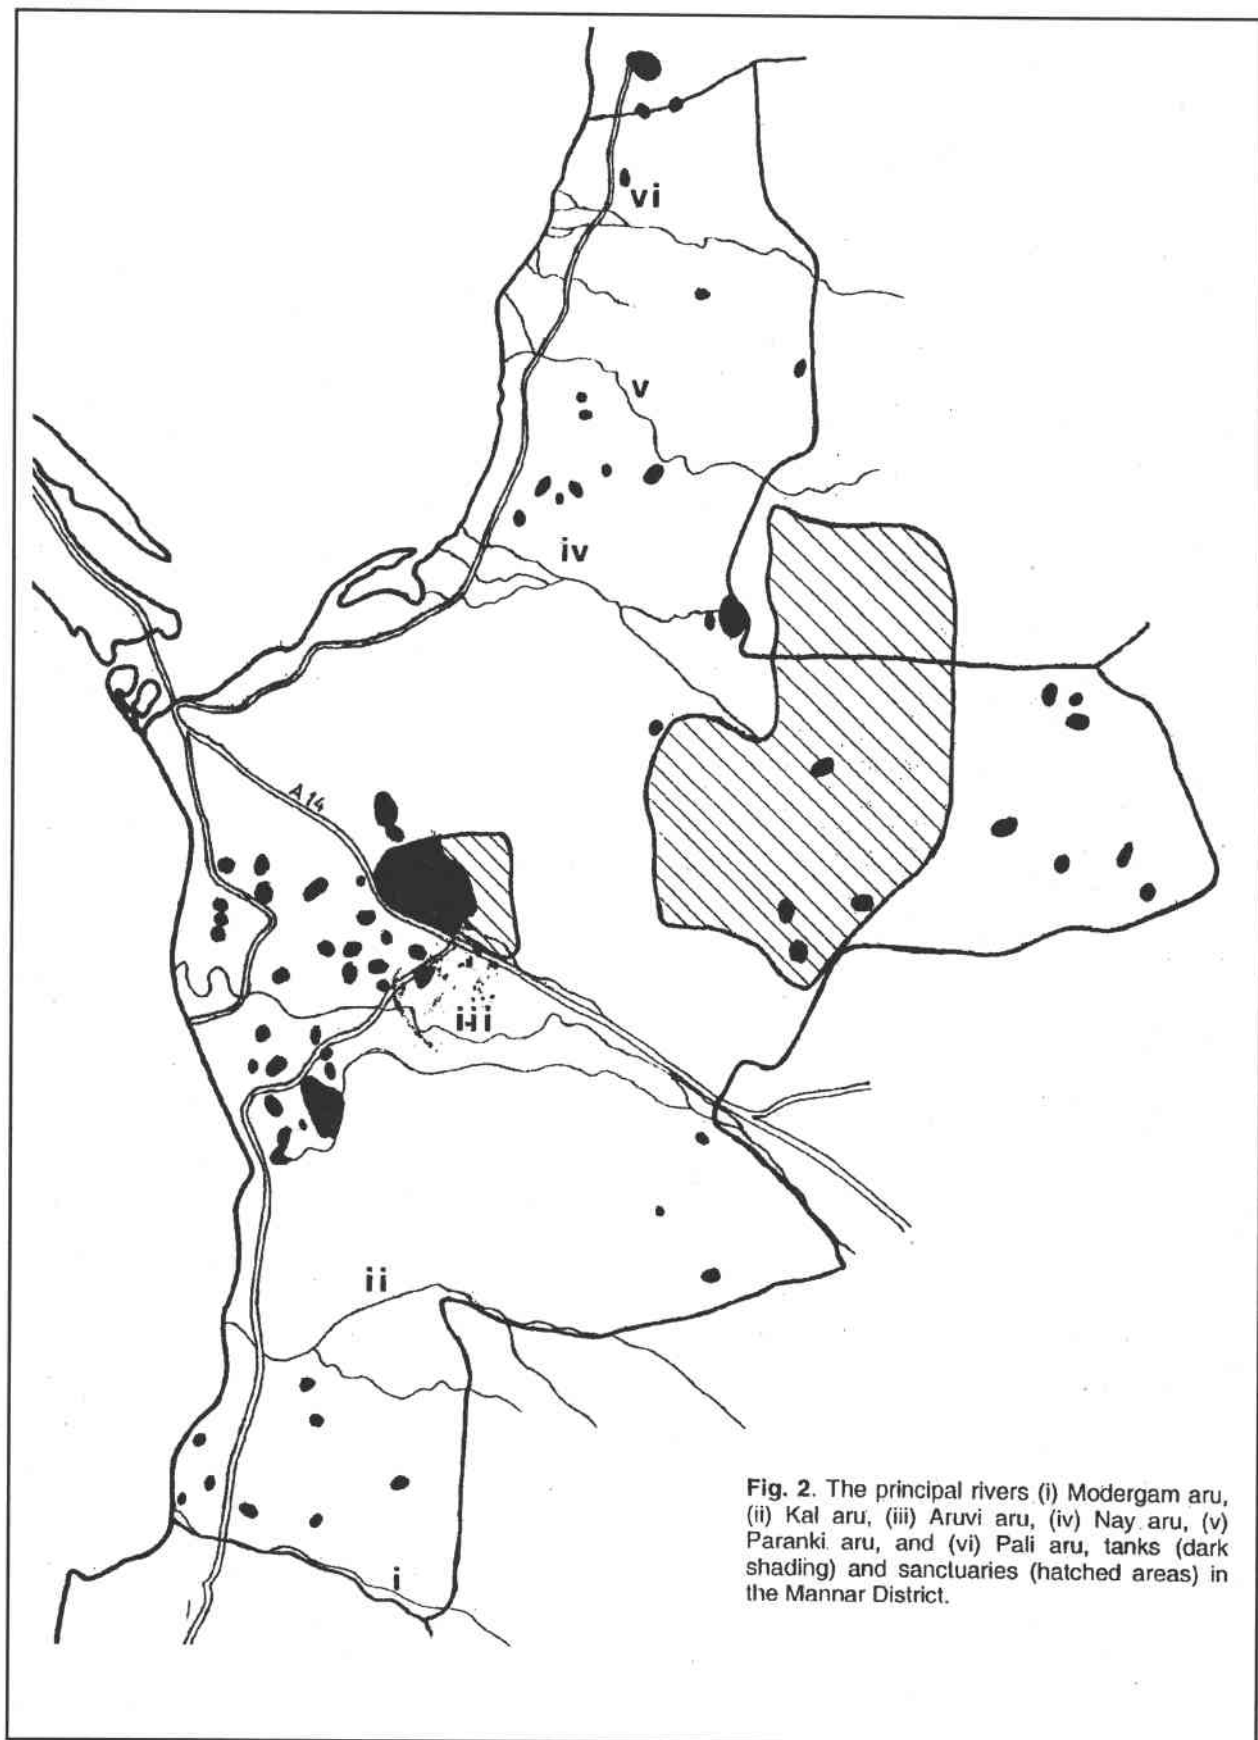 vi
v
iv
A14
iii
ii
i
Fig. 2. The principal rivers (i) Modergam aru,
(ii) Kal aru, (iii) Aruvi aru, (iv) Nay aru, (v)
Paranki aru, and (vi) Pali aru, tanks (dark
shading) and sanctuaries (hatched areas) in
the Mannar District.